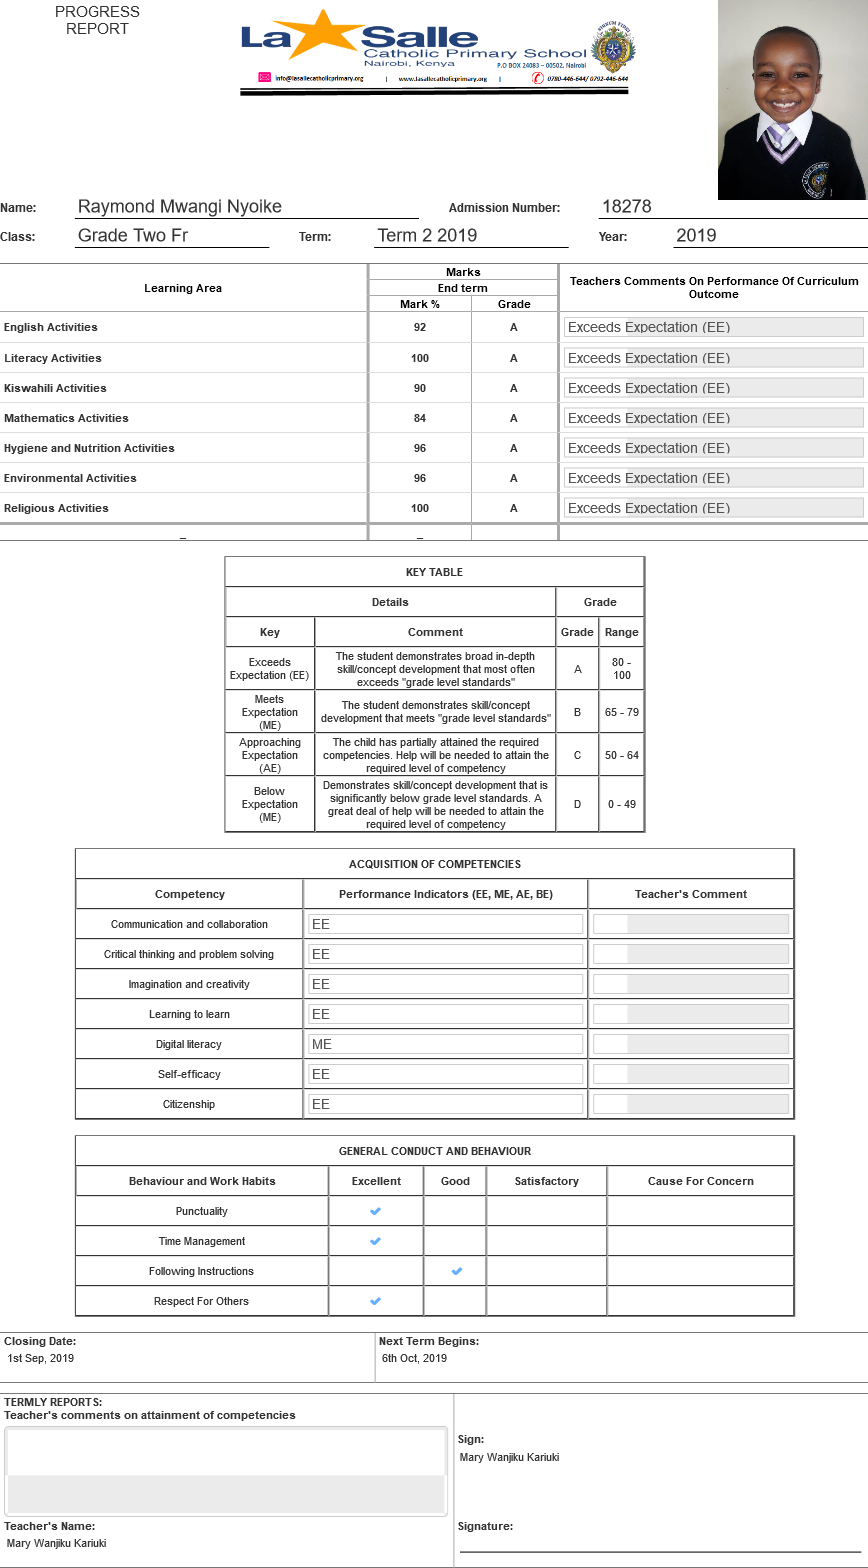 PROGRESS
REPORT
La Salle
Catholic Primary School
Nairobi, Kenya
P.O BOX 24083 – 00502, Nairobi
info@lasallecatholicprimary.org | www.lasallecatholicprimary.org | 0780-446-644/ 0792-446-644
Name: Raymond Mwangi Nyoike Admission Number: 18278
Class: Grade Two Fr Term: Term 2 2019 Year: 2019
Learning Area Marks Teachers Comments On Performance Of Curriculum Outcome
End term
Mark % Grade
English Activities 92 A Exceeds Expectation (EE)
Literacy Activities 100 A Exceeds Expectation (EE)
Kiswahili Activities 90 A Exceeds Expectation (EE)
Mathematics Activities 84 A Exceeds Expectation (EE)
Hygiene and Nutrition Activities 96 A Exceeds Expectation (EE)
Environmental Activities 96 A Exceeds Expectation (EE)
Religious Activities 100 A Exceeds Expectation (EE)
_ _
KEY TABLE
Details Grade
Key Comment Grade Range
Exceeds Expectation (EE) The student demonstrates broad in-depth skill/concept development that most often exceeds "grade level standards" A 80 - 100
Meets Expectation (ME) The student demonstrates skill/concept development that meets "grade level standards" B 65 - 79
Approaching Expectation (AE) The child has partially attained the required competencies. Help will be needed to attain the required level of competency C 50 - 64
Below Expectation (ME) Demonstrates skill/concept development that is significantly below grade level standards. A great deal of help will be needed to attain the required level of competency D 0 - 49
ACQUISITION OF COMPETENCIES
Competency Performance Indicators (EE, ME, AE, BE) Teacher's Comment
Communication and collaboration EE
Critical thinking and problem solving EE
Imagination and creativity EE
Learning to learn EE
Digital literacy ME
Self-efficacy EE
Citizenship EE
GENERAL CONDUCT AND BEHAVIOUR
Behaviour and Work Habits Excellent Good Satisfactory Cause For Concern
Punctuality ✓
Time Management ✓
Following Instructions ✓
Respect For Others ✓
Closing Date: Next Term Begins:
1st Sep, 2019 6th Oct, 2019
TERMLY REPORTS:
Teacher's comments on attainment of competencies
Sign:
Mary Wanjiku Kariuki
Teacher's Name: Signature:
Mary Wanjiku Kariuki